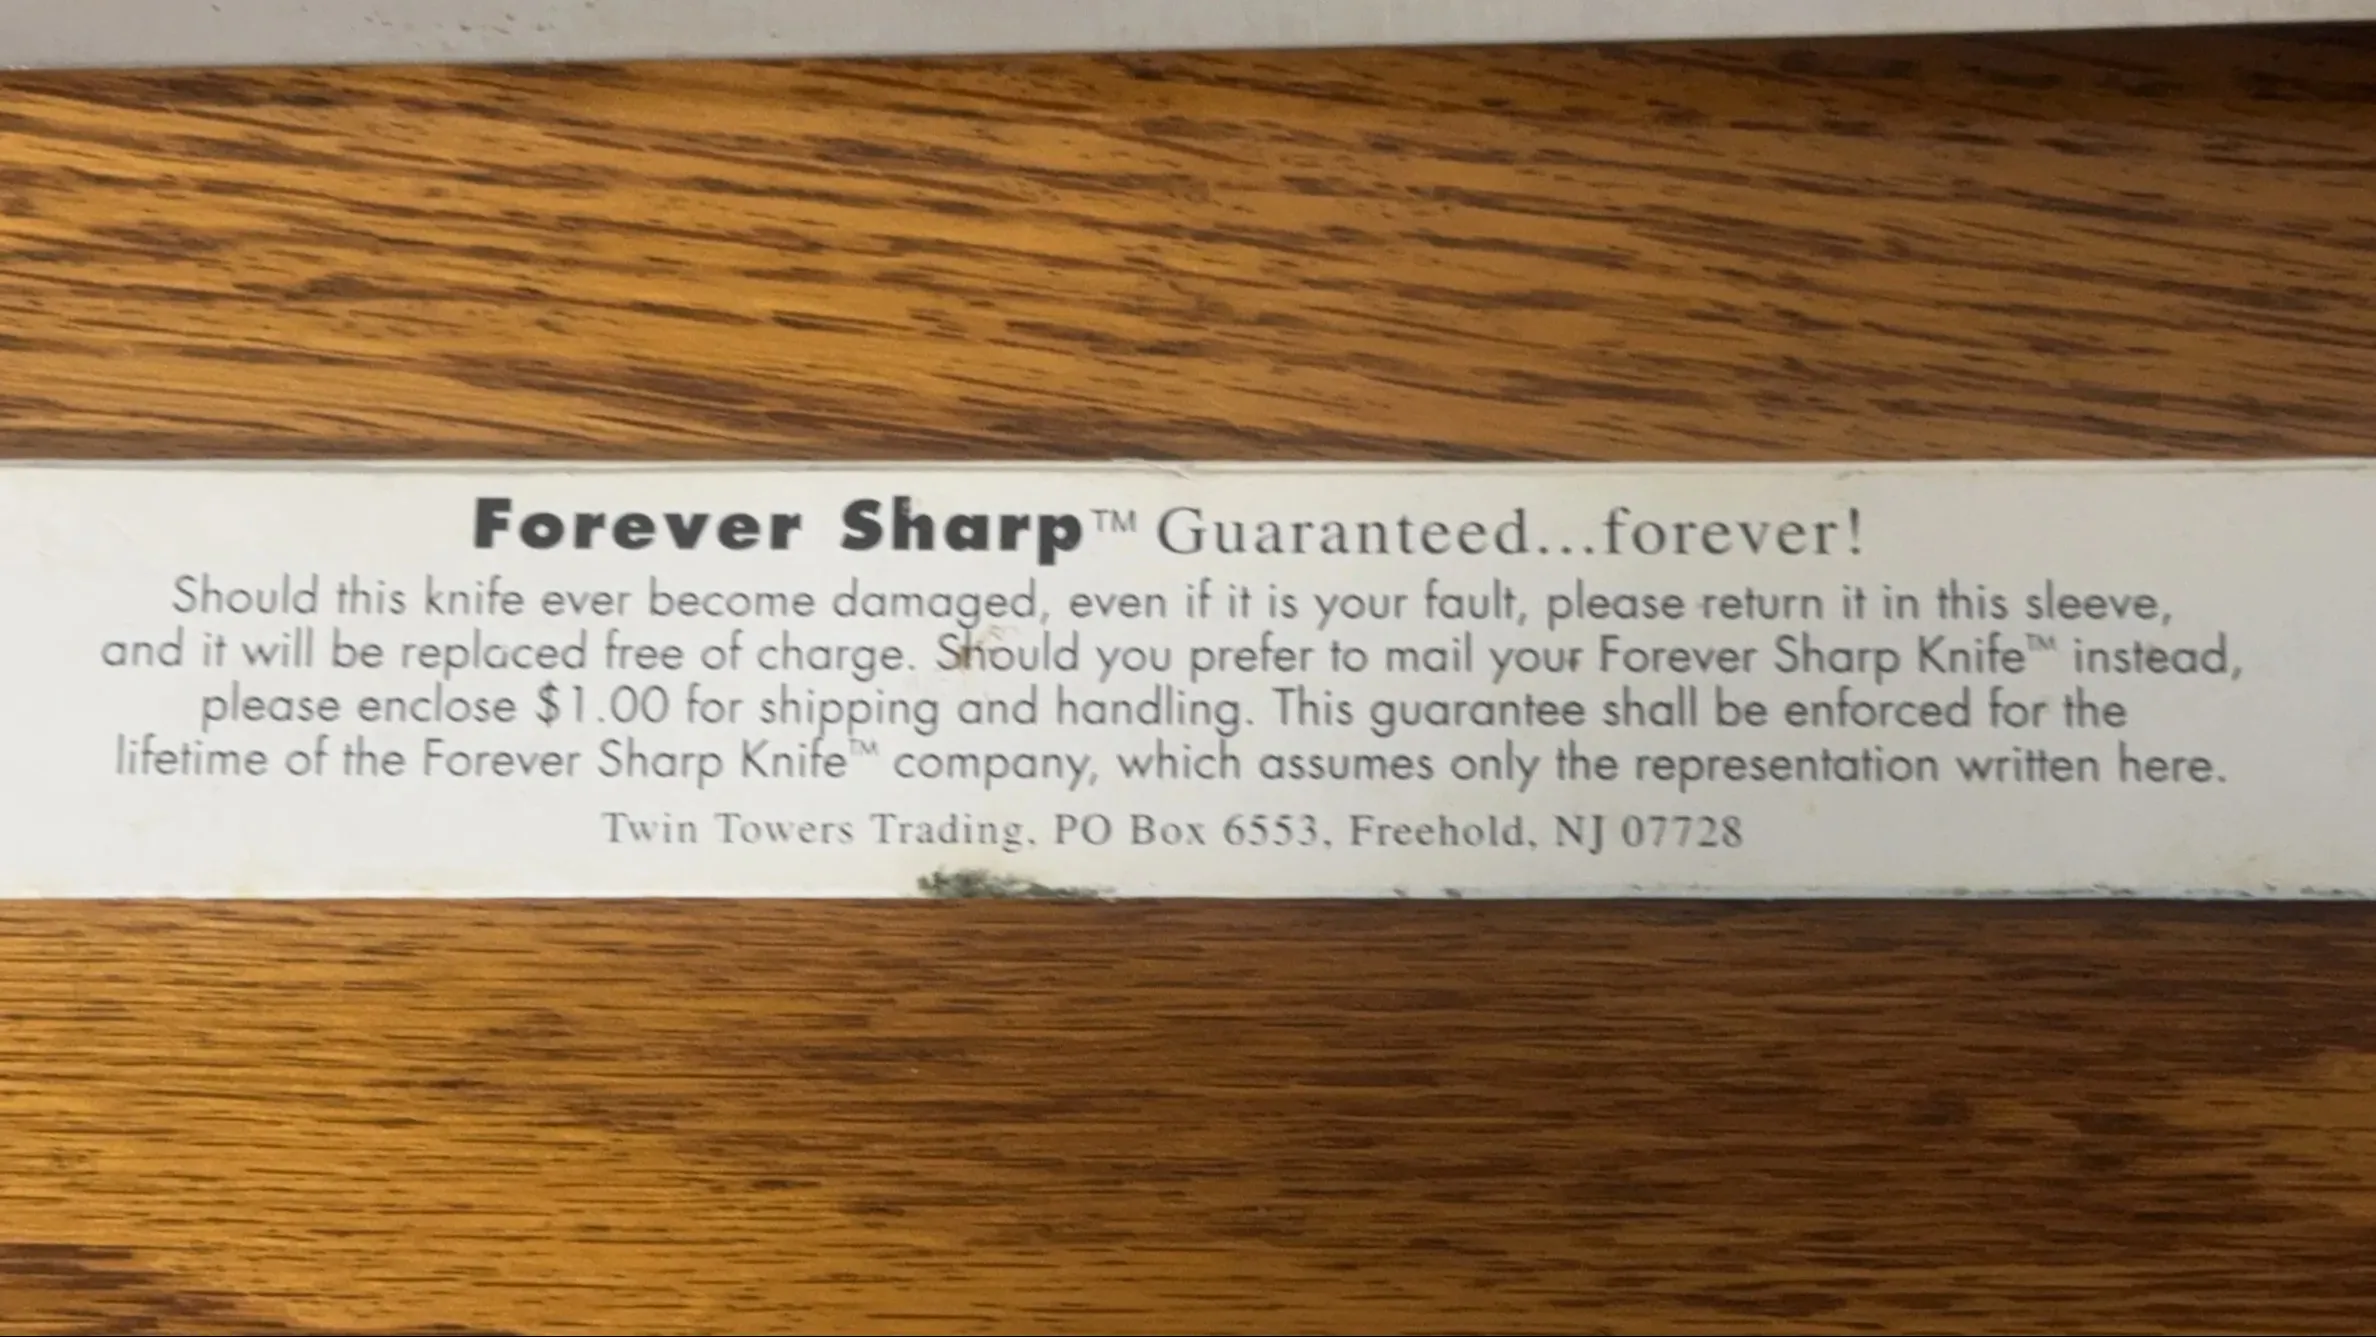 Forever Sharp™ Guaranteed...forever!
Should this knife ever become damaged, even if it is your fault, please return it in this sleeve,
and it will be replaced free of charge. Should you prefer to mail your Forever Sharp Knife™ instead,
please enclose $1.00 for shipping and handling. This guarantee shall be enforced for the
lifetime of the Forever Sharp Knife™ company, which assumes only the representation written here.
Twin Towers Trading, PO Box 6553, Freehold, NJ 07728